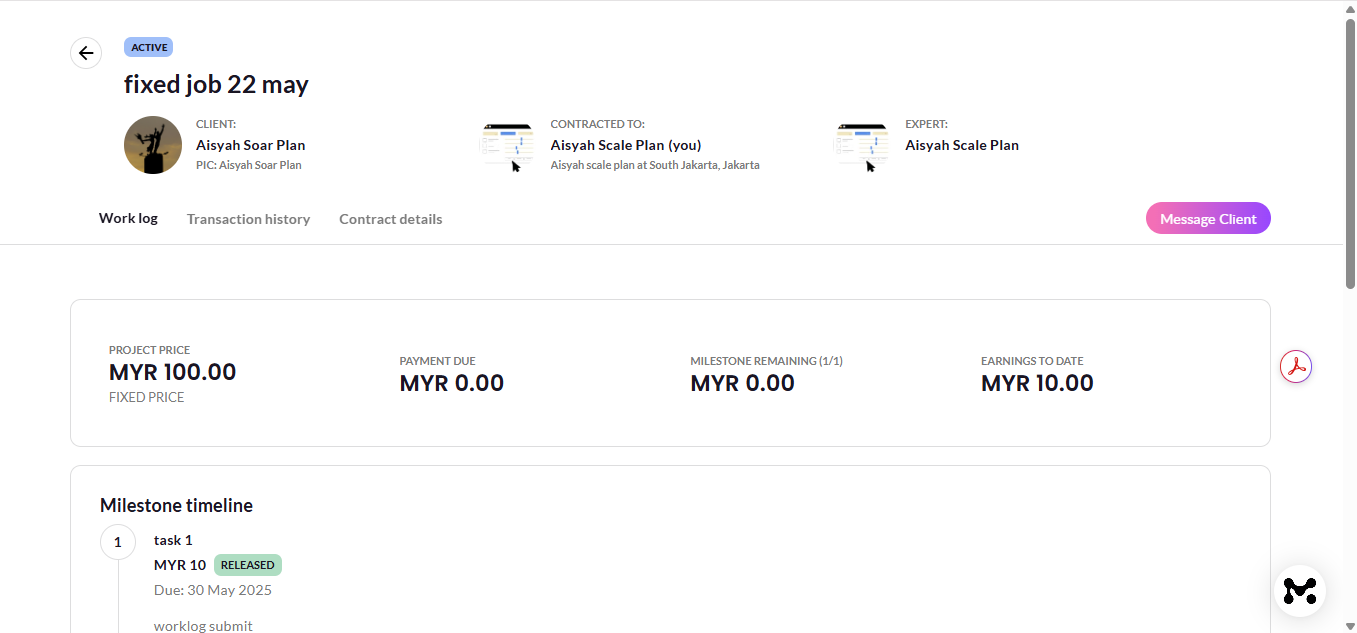 ACTIVE
fixed job 22 may
CLIENT:
Aisyah Soar Plan
PIC: Aisyah Soar Plan
CONTRACTED TO:
Aisyah Scale Plan (you)
Aisyah scale plan at South Jakarta, Jakarta
EXPERT:
Aisyah Scale Plan
Work log
Transaction history
Contract details
Message Client
PROJECT PRICE
MYR 100.00
FIXED PRICE
PAYMENT DUE
MYR 0.00
MILESTONE REMAINING (1/1)
MYR 0.00
EARNINGS TO DATE
MYR 10.00
Milestone timeline
1
task 1
MYR 10 RELEASED
Due: 30 May 2025
worklog submit